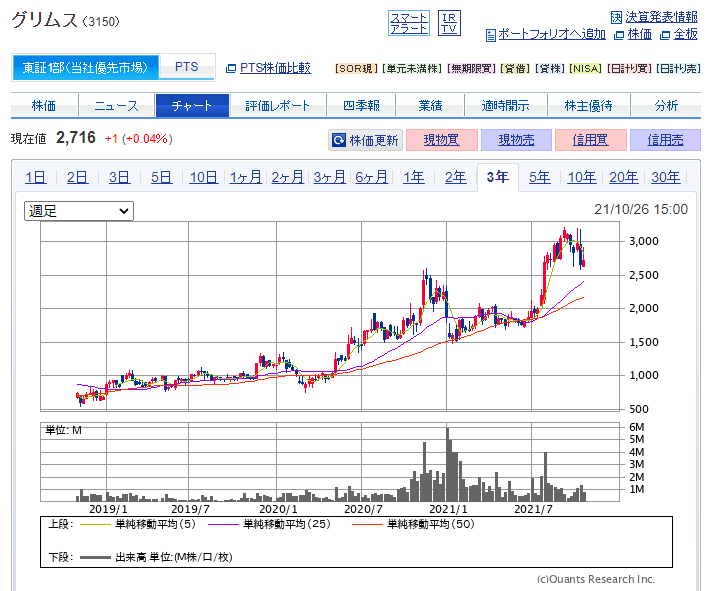 グリムス（3150）
スマート
アラート
IR
TV
決算発表情報
ポートフォリオへ追加 株価 全板
東証1部（当社優先市場） PTS PTS株価比較 [SOR現] [単元未満株] [無期限買] [貸借] [貸株] [NISA] [日計り買] [日計り売]
株価 ニュース チャート 評価レポート 四季報 業績 適時開示 株主優待 分析
現在値 2,716 +1 (+0.04%) 株価更新 現物買 現物売 信用買 信用売
1日 2日 3日 5日 10日 1ヶ月 2ヶ月 3ヶ月 6ヶ月 1年 2年 3年 5年 10年 20年 30年
週足 21/10/26 15:00
3,000
2,500
2,000
1,500
1,000
500
単位: M
6M
5M
4M
3M
2M
1M
2019/1 2019/7 2020/1 2020/7 2021/1 2021/7
上段: 単純移動平均(5) 単純移動平均(25) 単純移動平均(50)
下段: 出来高 単位:(M株/口/枚)
(c)Quants Research Inc.